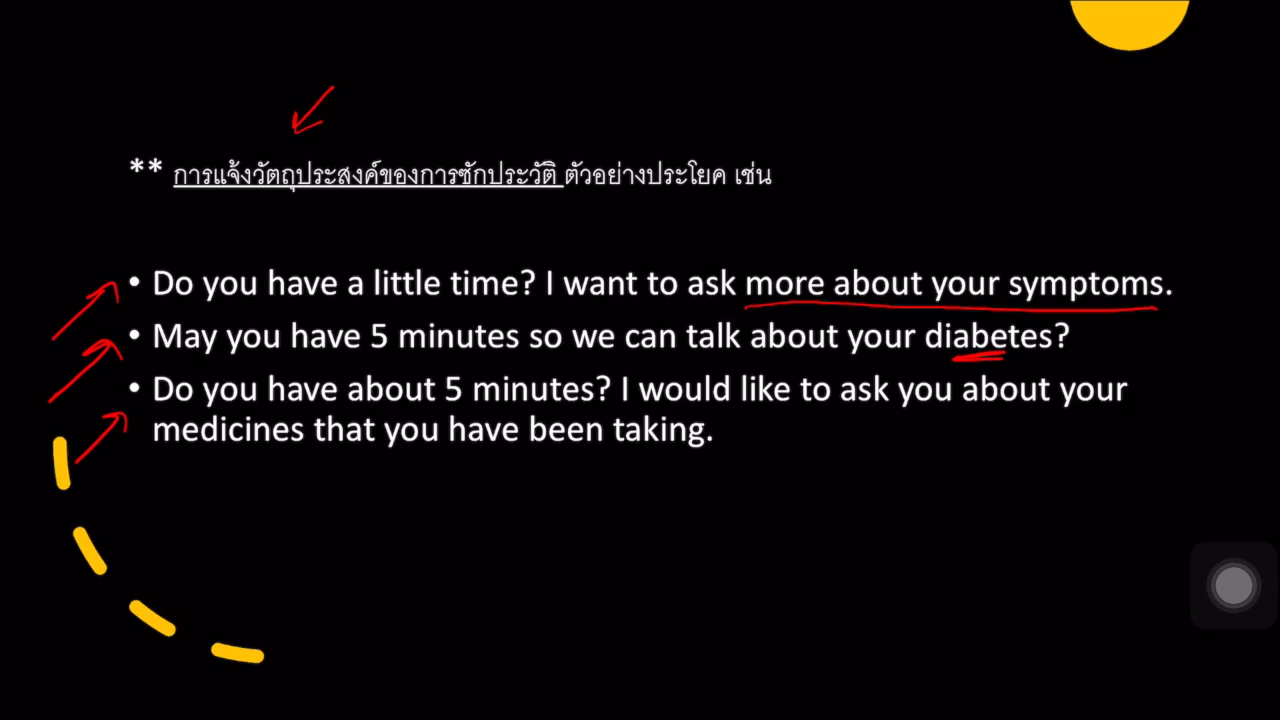 ** การแจ้งวัตถุประสงค์ของการซักประวัติ ตัวอย่างประโยค เช่น
• Do you have a little time? I want to ask more about your symptoms.
• May you have 5 minutes so we can talk about your diabetes?
• Do you have about 5 minutes? I would like to ask you about your
medicines that you have been taking.